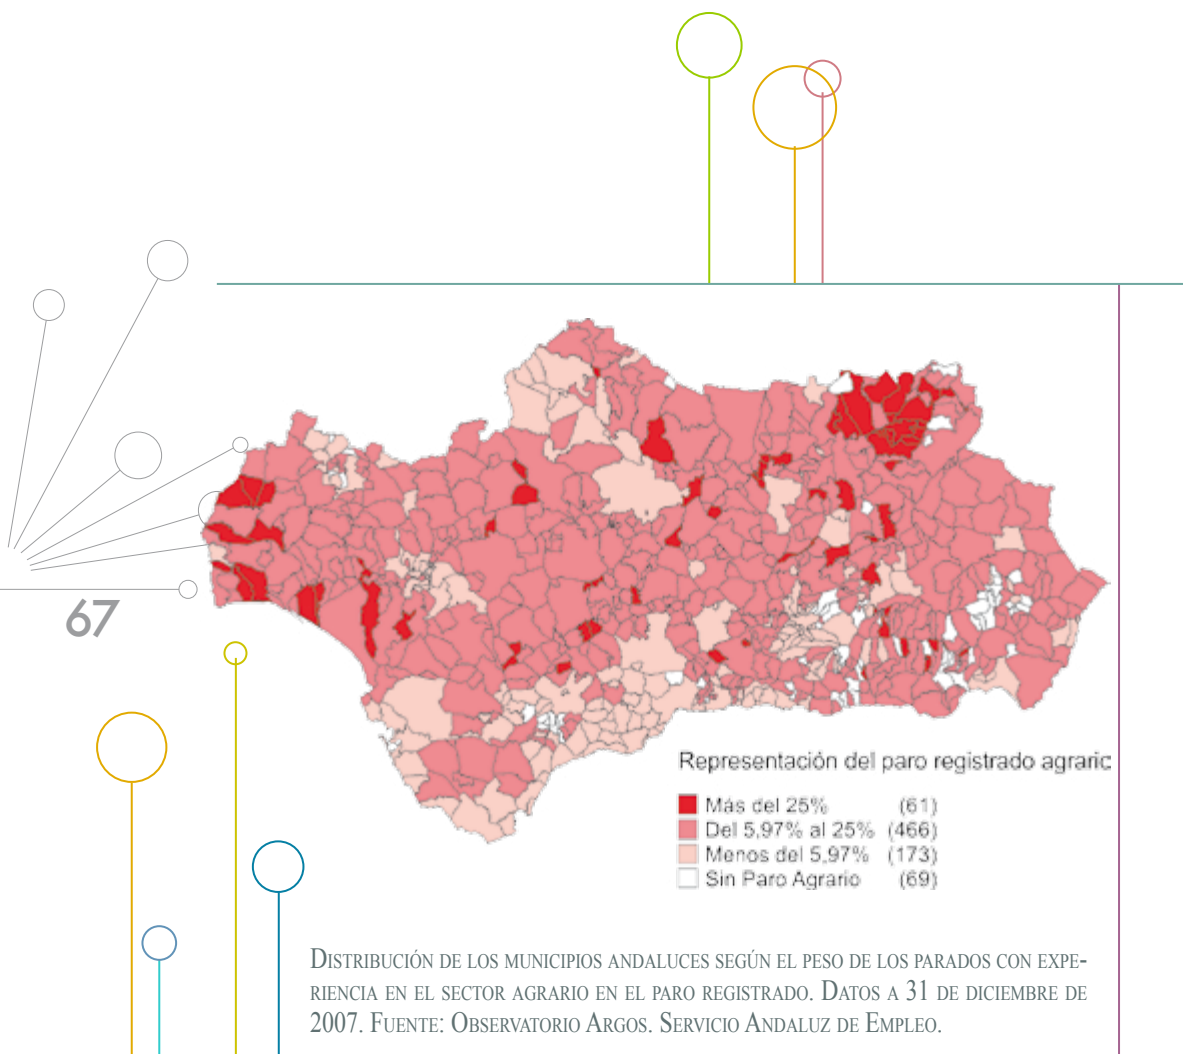 67
Representación del paro registrado agraric
Más del 25% (61)
Del 5,97% al 25% (466)
Menos del 5,97% (173)
Sin Paro Agrario (69)
DISTRIBUCIÓN DE LOS MUNICIPIOS ANDALUCES SEGÚN EL PESO DE LOS PARADOS CON EXPE-
RIENCIA EN EL SECTOR AGRARIO EN EL PARO REGISTRADO. DATOS A 31 DE DICIEMBRE DE
2007. FUENTE: OBSERVATORIO ARGOS. SERVICIO ANDALUZ DE EMPLEO.